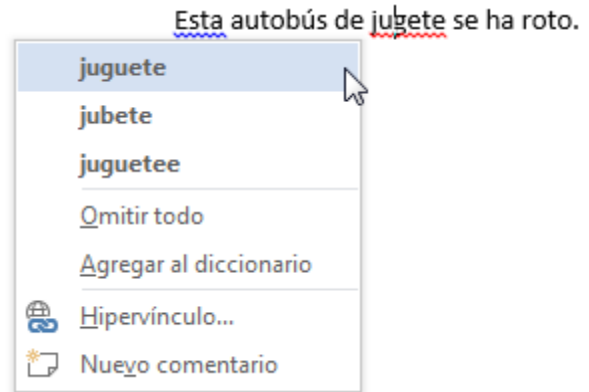 Esta autobús de jugete se ha roto.
juguete
jubete
juguetee
Omitir todo
Agregar al diccionario
Hipervínculo...
Nuevo comentario